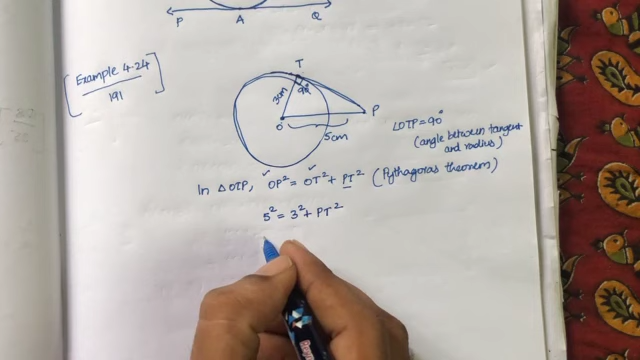 P A Q
Example 4.24
191
T
3cm 90°
O P
5cm
∠OTP=90°
(angle between tangent
and radius)
In △OTP, OP² = OT² + PT² (Pythagoras theorem)
5² = 3² + PT²